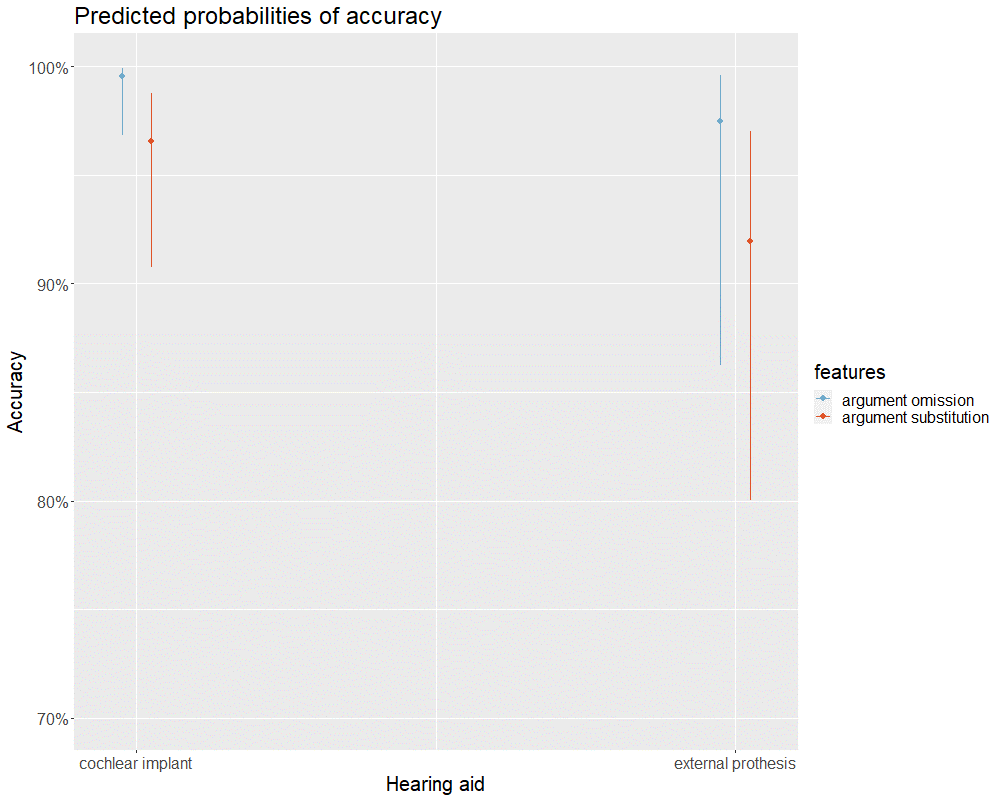 Predicted probabilities of accuracy
100%
90%
80%
70%
Accuracy
cochlear implant
external prothesis
Hearing aid
features
argument omission
argument substitution